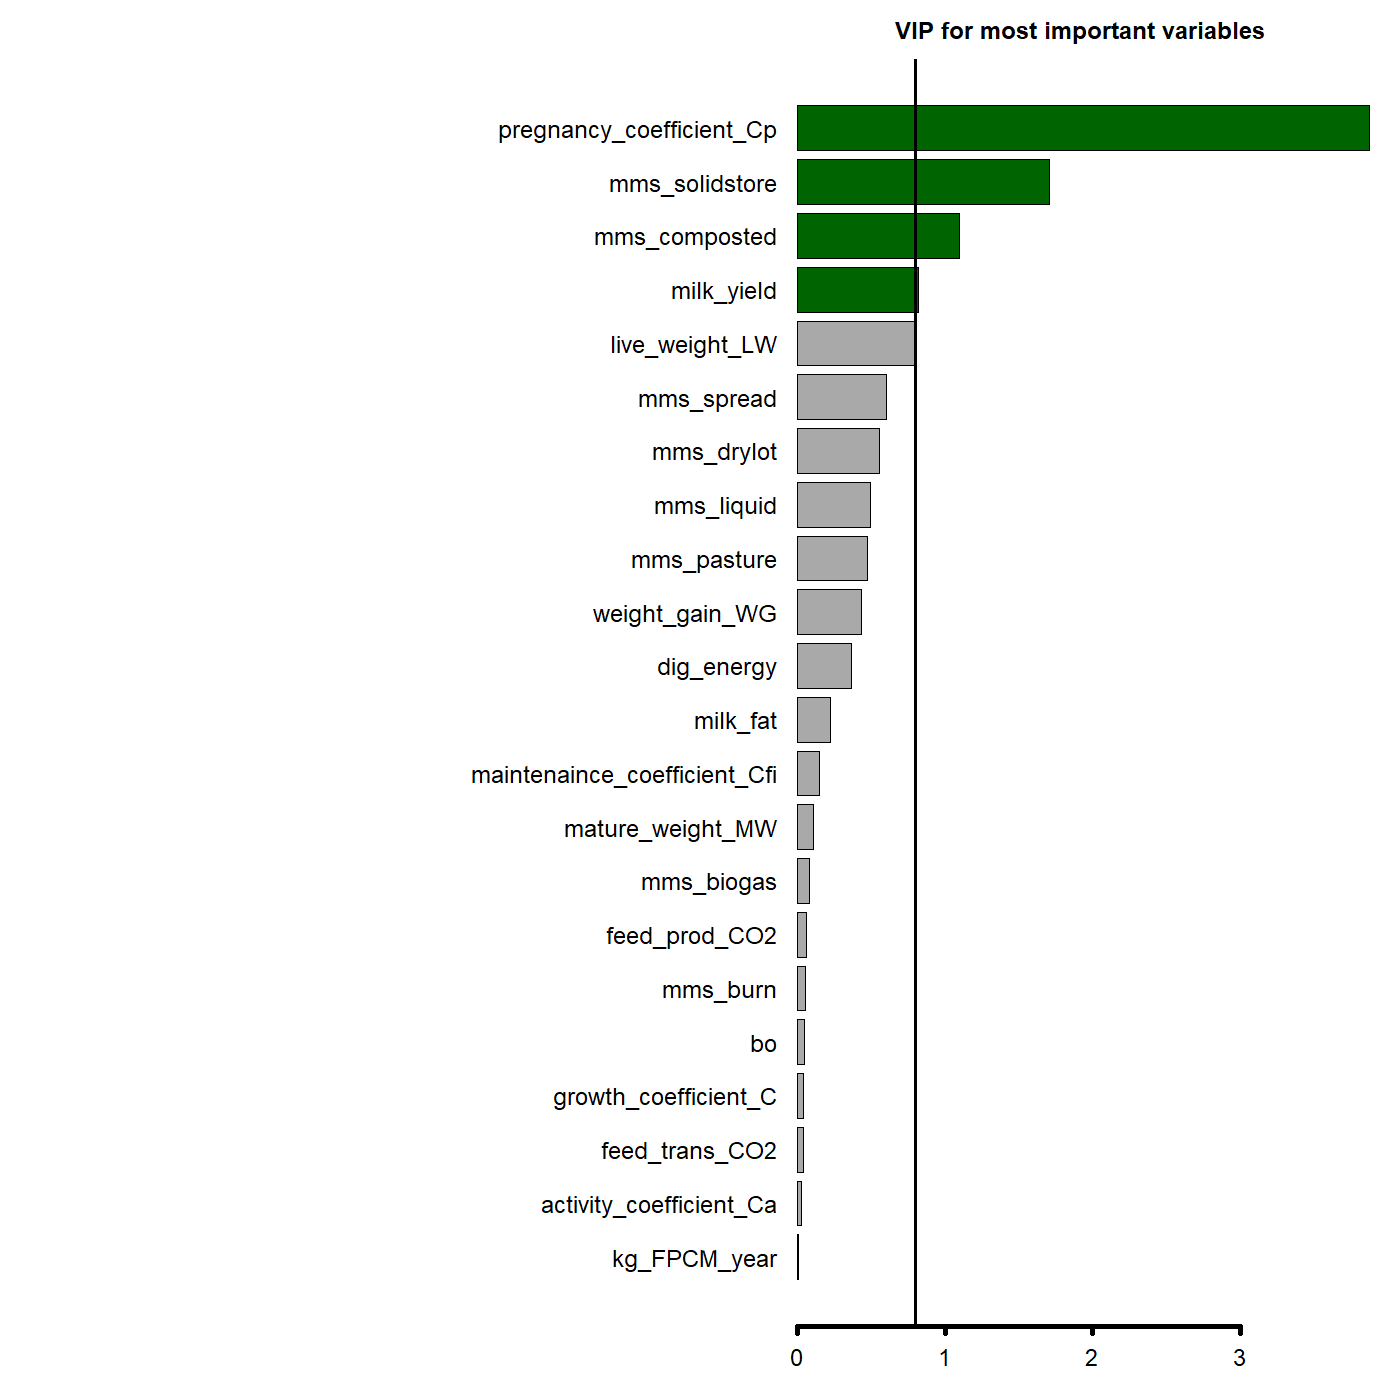 VIP for most important variables
pregnancy_coefficient_Cp
mms_solidstore
mms_composted
milk_yield
live_weight_LW
mms_spread
mms_drylot
mms_liquid
mms_pasture
weight_gain_WG
dig_energy
milk_fat
maintenaince_coefficient_Cfi
mature_weight_MW
mms_biogas
feed_prod_CO2
mms_burn
bo
growth_coefficient_C
feed_trans_CO2
activity_coefficient_Ca
kg_FPCM_year
0 1 2 3